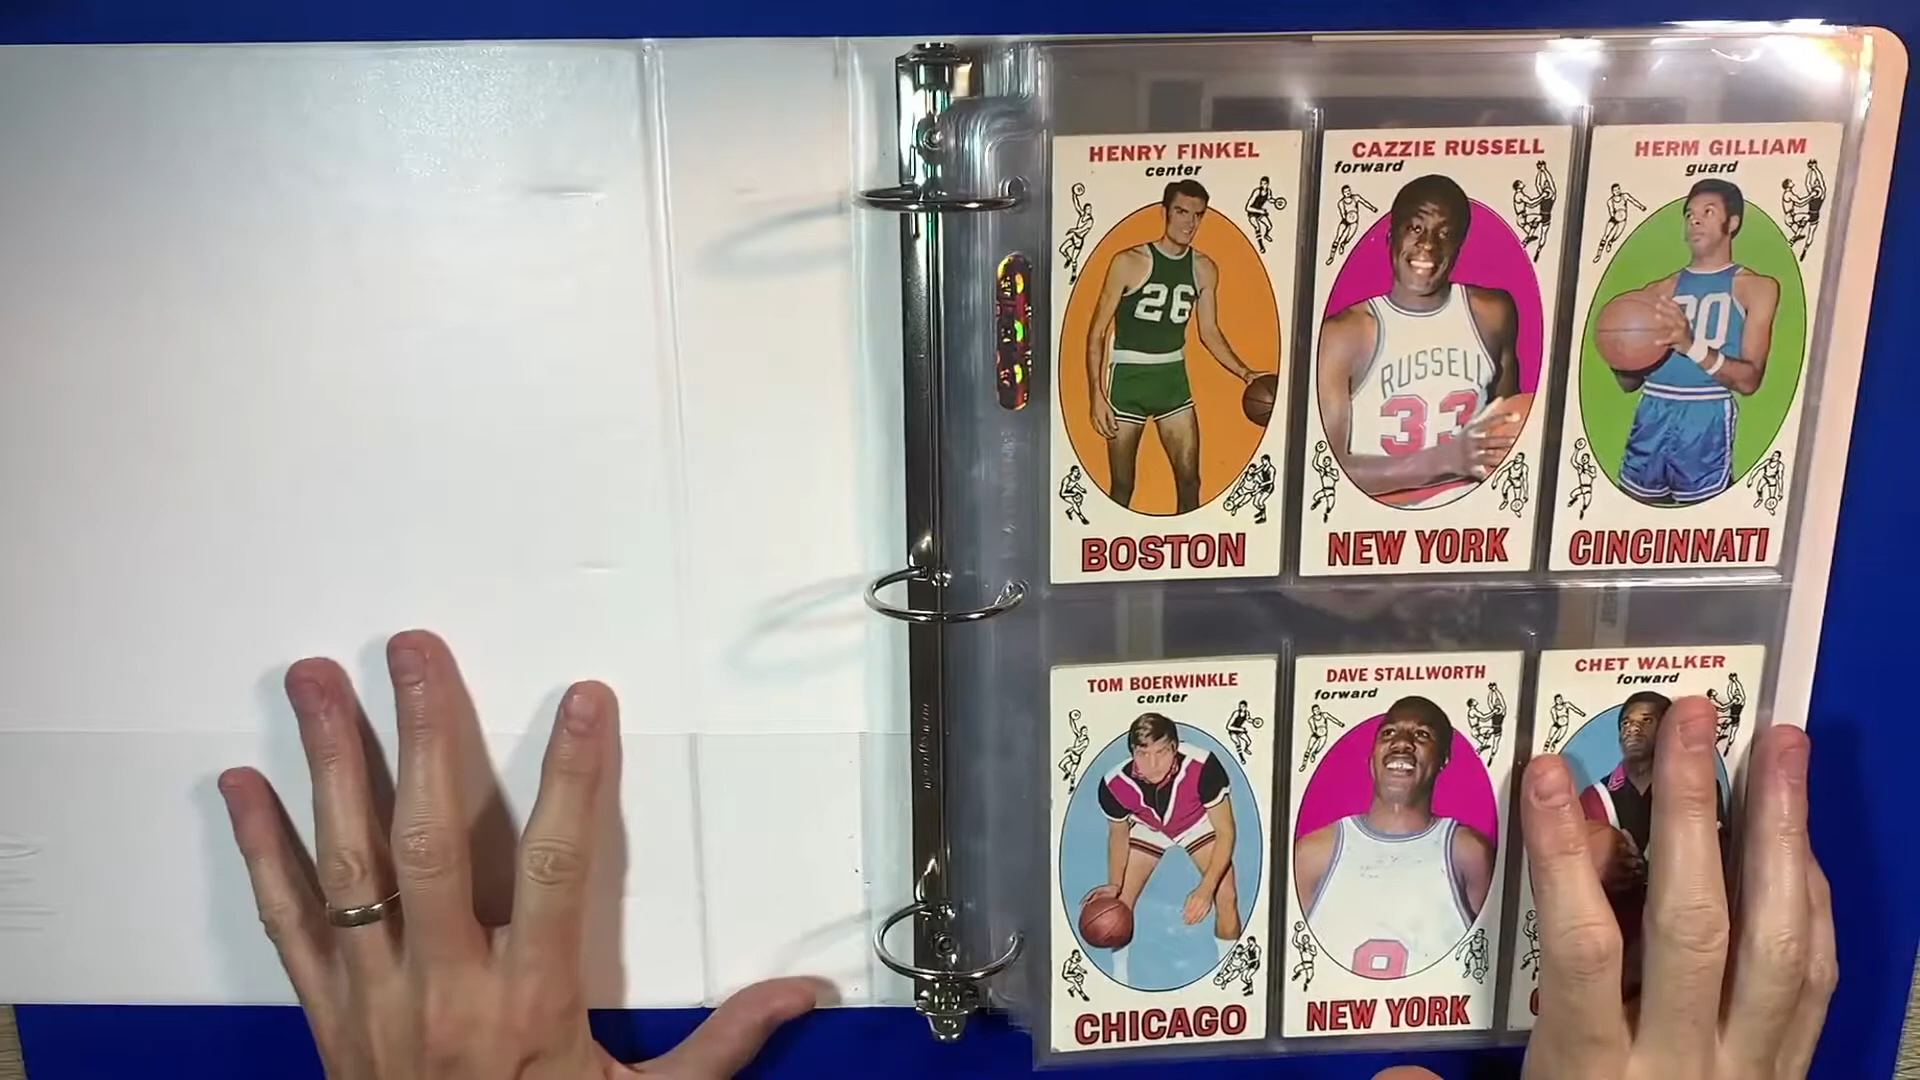 HENRY FINKEL
center
26
BOSTON
CAZZIE RUSSELL
forward
RUSSELL
33
NEW YORK
HERM GILLIAM
guard
CINCINNATI
TOM BOERWINKLE
center
CHICAGO
DAVE STALLWORTH
forward
9
NEW YORK
CHET WALKER
forward